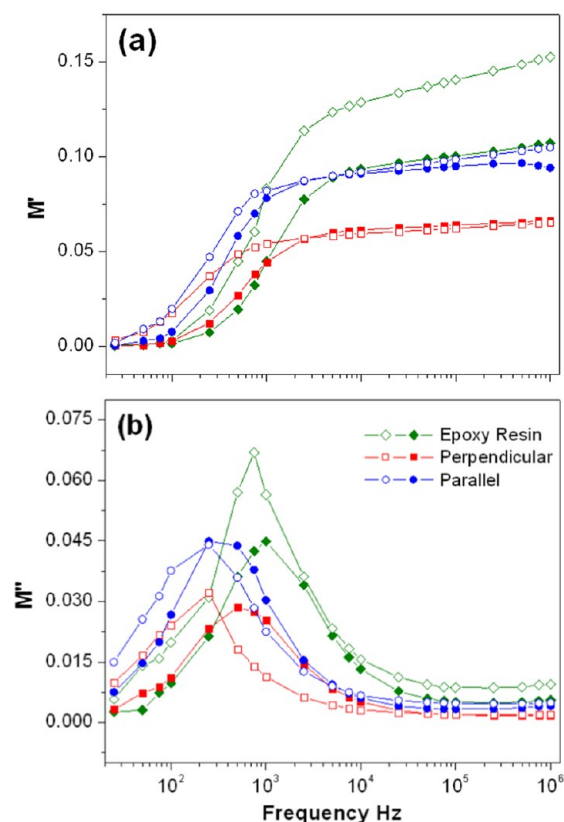 (a)
0.15
0.10
0.05
0.00
M'
(b)
0.075
0.060
0.045
0.030
0.015
0.000
M"
Epoxy Resin
Perpendicular
Parallel
10² 10³ 10⁴ 10⁵ 10⁶
Frequency Hz